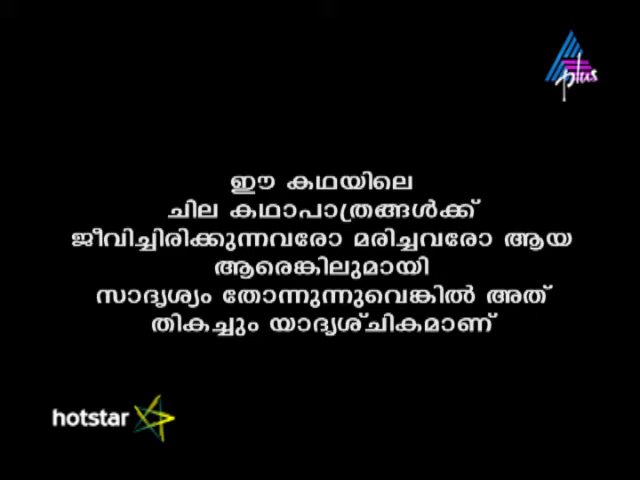 plus
ഈ കഥയിലെ
ചില കഥാപാത്രങ്ങൾക്ക്
ജീവിച്ചിരിക്കുന്നവരോ മരിച്ചവരോ ആയ
ആരെങ്കിലുമായി
സാദൃശ്യം തോന്നുന്നുവെങ്കിൽ അത്
തികച്ചും യാദൃശ്ചികമാണ്
hotstar